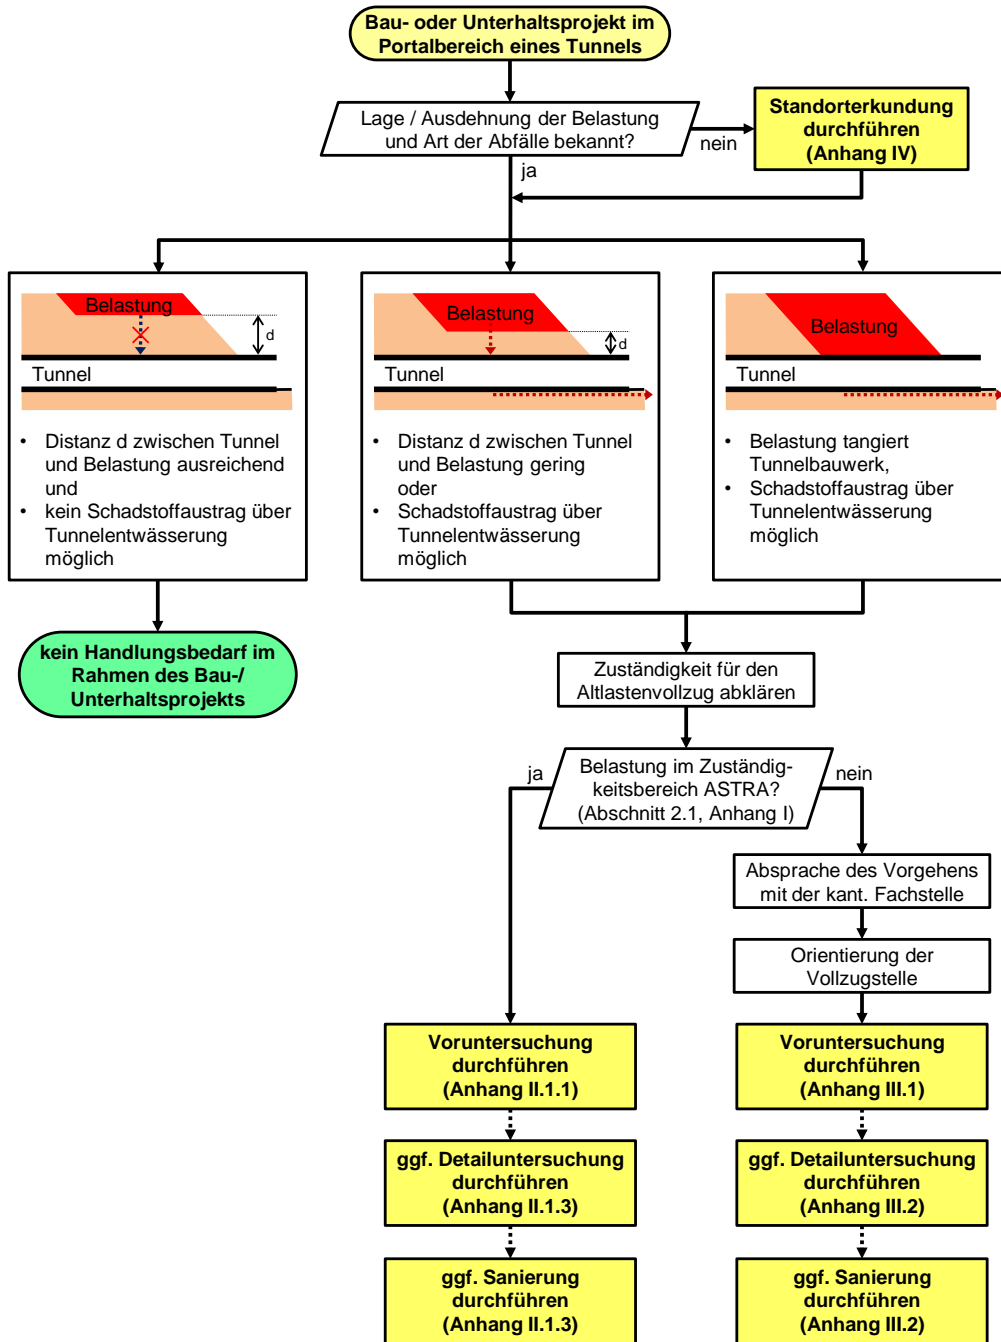 Bau- oder Unterhaltsprojekt im
Portalbereich eines Tunnels
Lage / Ausdehnung der Belastung
und Art der Abfälle bekannt?
nein
ja
Standorterkundung
durchführen
(Anhang IV)
Belastung
d
Tunnel
• Distanz d zwischen Tunnel
und Belastung ausreichend
und
• kein Schadstoffaustrag über
Tunnelentwässerung
möglich
Belastung
d
Tunnel
• Distanz d zwischen Tunnel
und Belastung gering
oder
• Schadstoffaustrag über
Tunnelentwässerung
möglich
Belastung
Tunnel
• Belastung tangiert
Tunnelbauwerk,
• Schadstoffaustrag über
Tunnelentwässerung
möglich
kein Handlungsbedarf im
Rahmen des Bau-/
Unterhaltsprojekts
Zuständigkeit für den
Altlastenvollzug abklären
ja
Belastung im Zuständig-
keitsbereich ASTRA?
(Abschnitt 2.1, Anhang I)
nein
Absprache des Vorgehens
mit der kant. Fachstelle
Orientierung der
Vollzugstelle
Voruntersuchung
durchführen
(Anhang II.1.1)
Voruntersuchung
durchführen
(Anhang III.1)
ggf. Detailuntersuchung
durchführen
(Anhang II.1.3)
ggf. Detailuntersuchung
durchführen
(Anhang III.2)
ggf. Sanierung
durchführen
(Anhang II.1.3)
ggf. Sanierung
durchführen
(Anhang III.2)